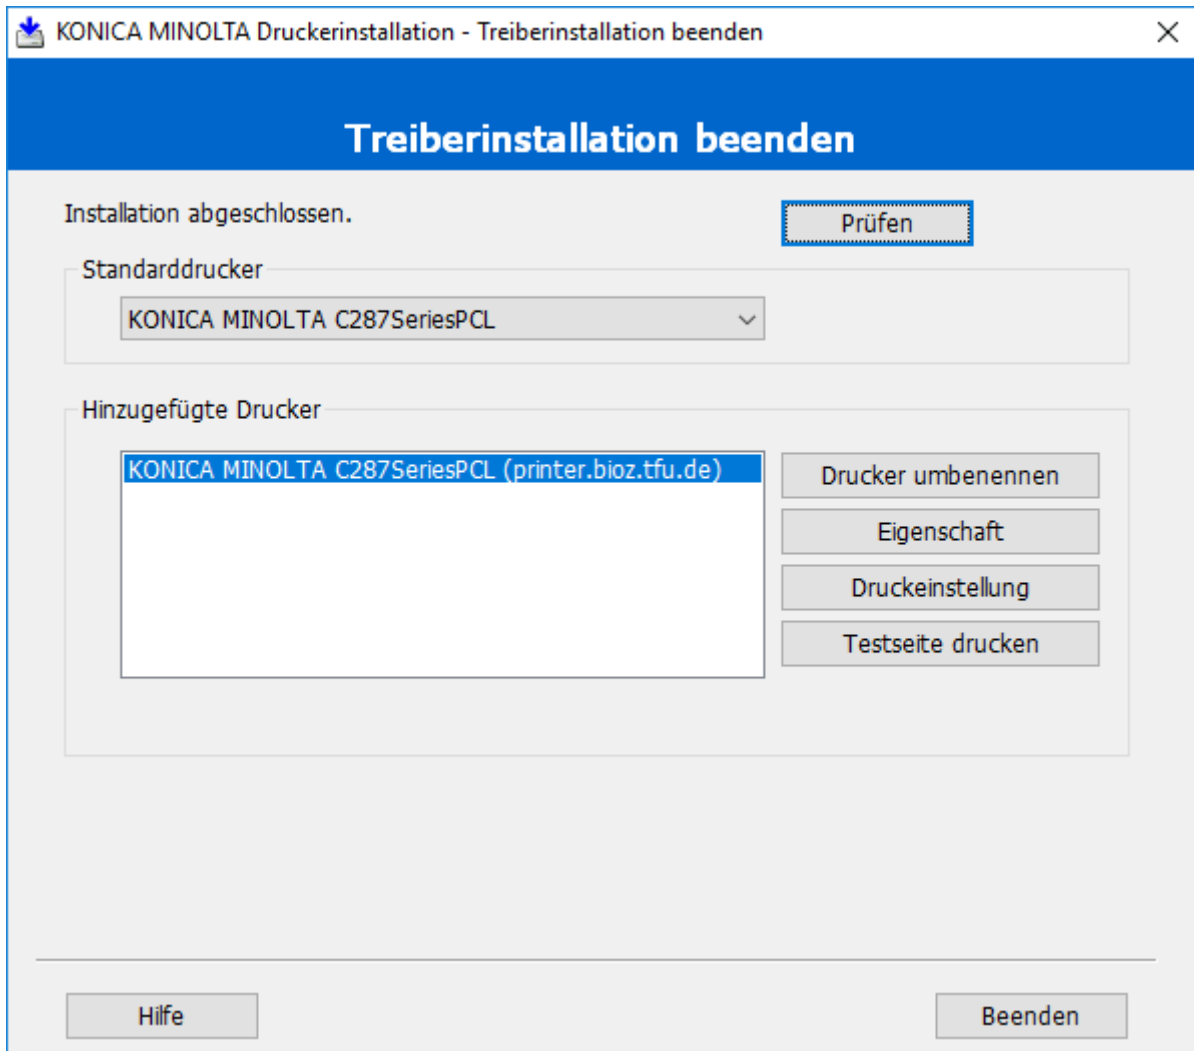 KONICA MINOLTA Druckerinstallation - Treiberinstallation beenden
Treiberinstallation beenden
Installation abgeschlossen.
Prüfen
Standarddrucker
KONICA MINOLTA C287SeriesPCL
Hinzugefügte Drucker
KONICA MINOLTA C287SeriesPCL (printer.bioz.tfu.de)
Drucker umbenennen
Eigenschaft
Druckeinstellung
Testseite drucken
Hilfe
Beenden